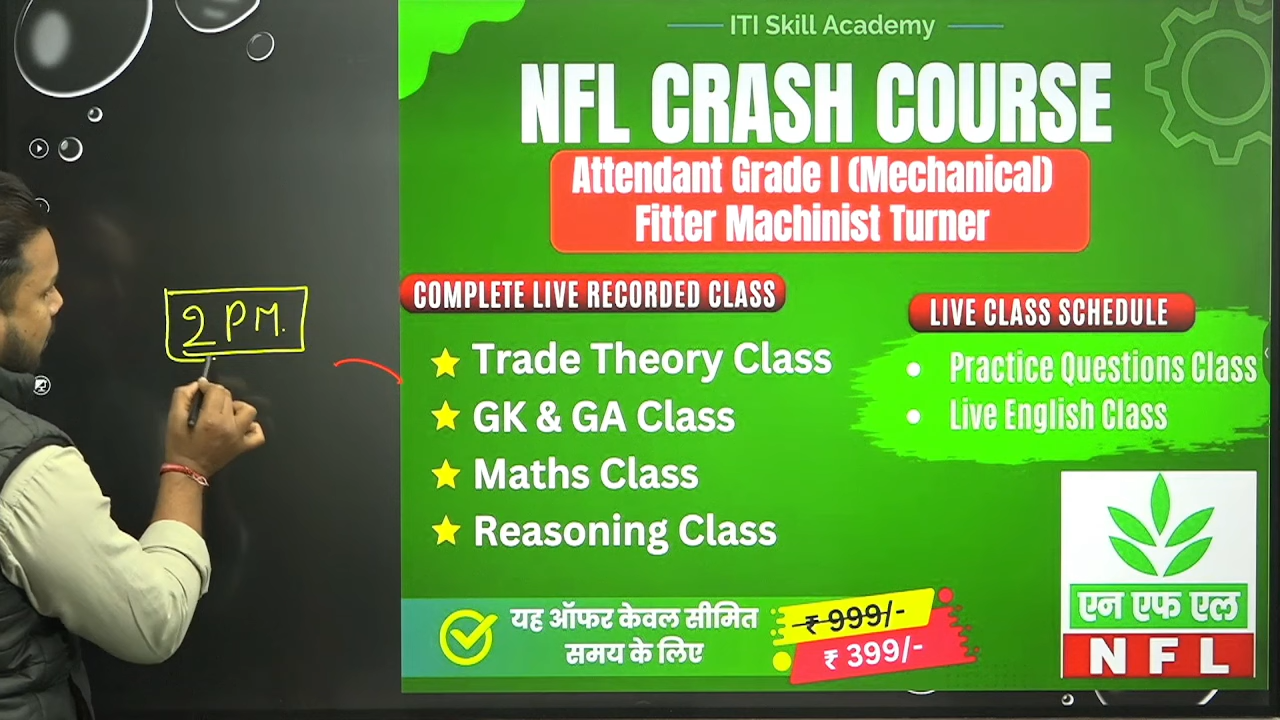 ITI Skill Academy
NFL CRASH COURSE
Attendant Grade I (Mechanical)
Fitter Machinist Turner
2 PM.
COMPLETE LIVE RECORDED CLASS
Trade Theory Class
GK & GA Class
Maths Class
Reasoning Class
LIVE CLASS SCHEDULE
Practice Questions Class
Live English Class
यह ऑफर केवल सीमित
समय के लिए
₹ 999/-
₹ 399/-
एन एफ एल
NFL